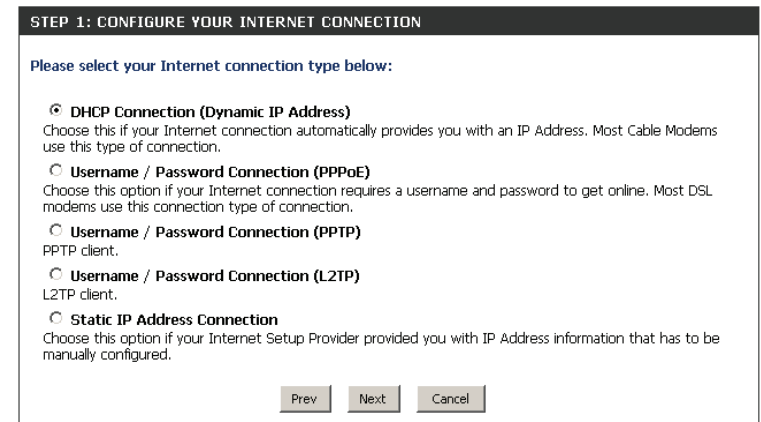 STEP 1: CONFIGURE YOUR INTERNET CONNECTION
Please select your Internet connection type below:
DHCP Connection (Dynamic IP Address)
Choose this if your Internet connection automatically provides you with an IP Address. Most Cable Modems
use this type of connection.
Username / Password Connection (PPPoE)
Choose this option if your Internet connection requires a username and password to get online. Most DSL
modems use this connection type of connection.
Username / Password Connection (PPTP)
PPTP client.
Username / Password Connection (L2TP)
L2TP client.
Static IP Address Connection
Choose this option if your Internet Setup Provider provided you with IP Address information that has to be
manually configured.
Prev Next Cancel